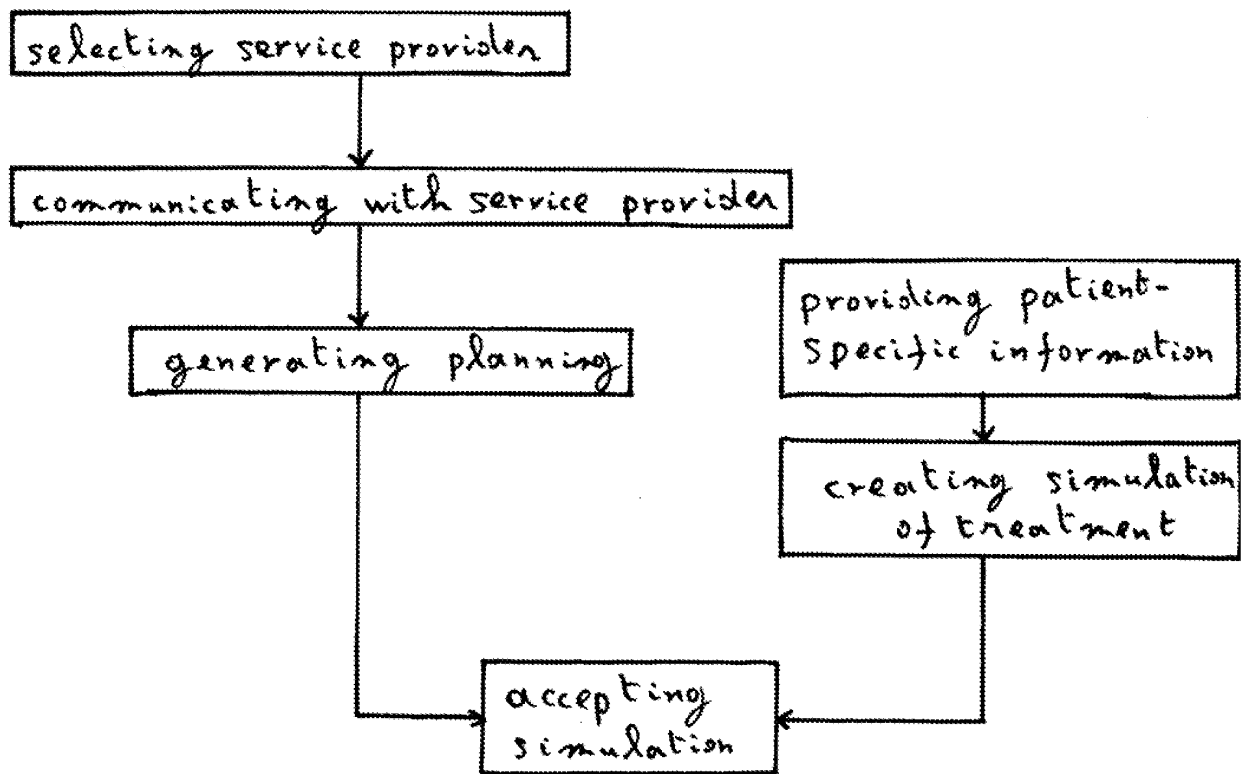 selecting service provider
communicating with service provider
generating planning
providing patient-
specific information
creating simulation
of treatment
accepting
simulation